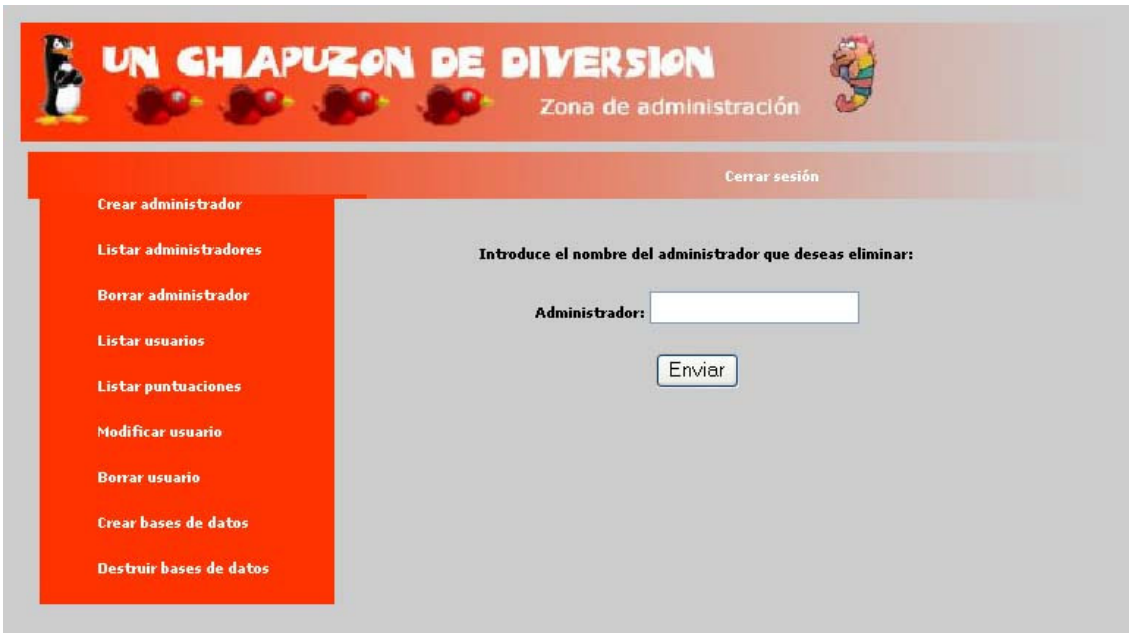 UN CHAPUZON DE DIVERSION
Zona de administración
Cerrar sesión
Crear administrador
Listar administradores
Borrar administrador
Listar usuarios
Listar puntuaciones
Modificar usuario
Borrar usuario
Crear bases de datos
Destruir bases de datos
Introduce el nombre del administrador que deseas eliminar:
Administrador:
Enviar